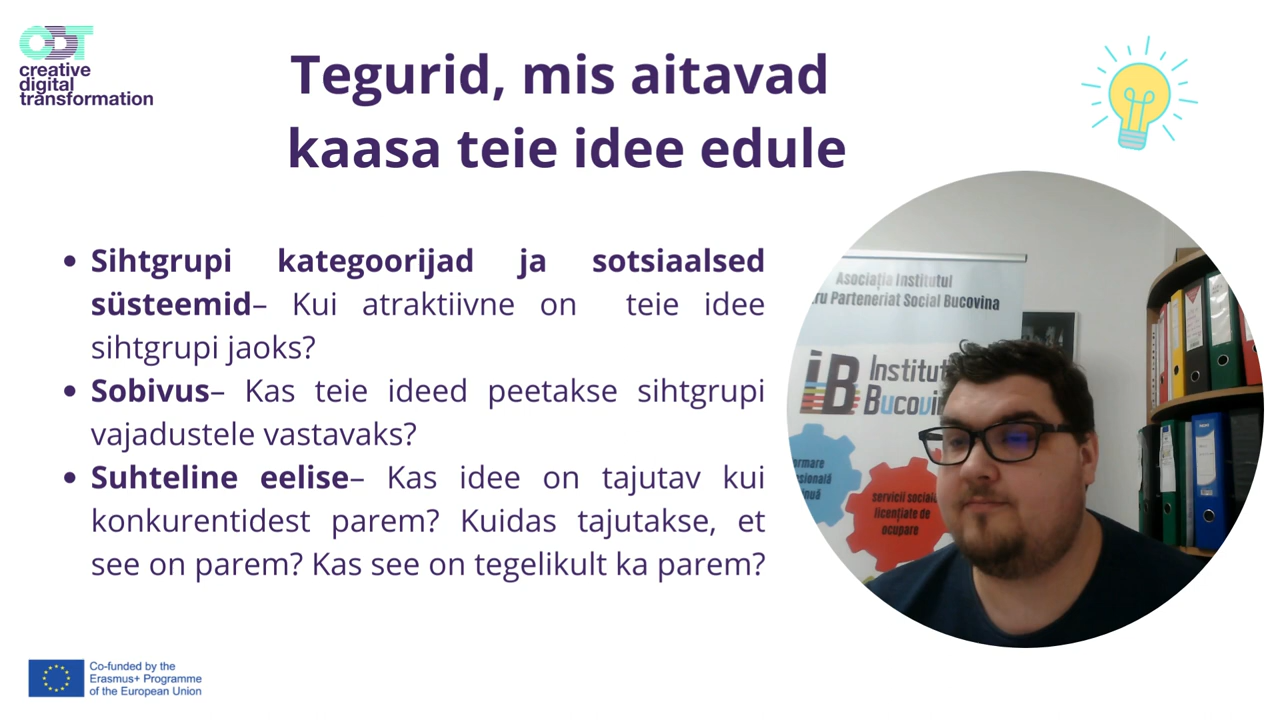 CDT
creative
digital
transformation
Tegurid, mis aitavad
kaasa teie idee edule
• Sihtgrupi kategoorijad ja sotsiaalsed
süsteemid– Kui atraktiivne on teie idee
sihtgrupi jaoks?
• Sobivus– Kas teie ideed peetakse sihtgrupi
vajadustele vastavaks?
• Suhteline eelise– Kas idee on tajutav kui
konkurentidest parem? Kuidas tajutakse, et
see on parem? Kas see on tegelikult ka parem?
Asociația Institutul
Parteneriat Social Bucovina
iB
Institut
servicii
licențiate de
ocupare
Co-funded by the
Erasmus+ Programme
of the European Union